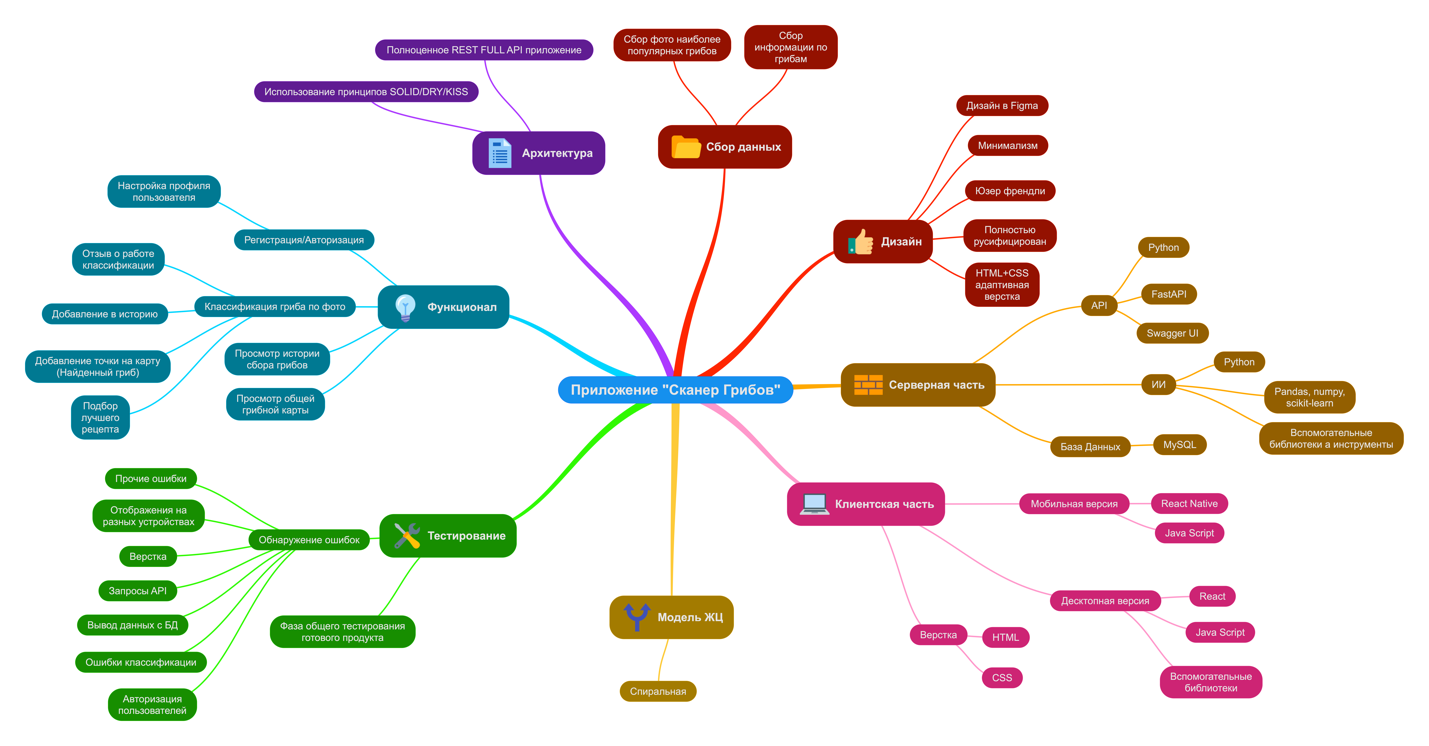 Приложение "Сканер Грибов"
Архитектура
Полноценное REST FULL API приложение
Использование принципов SOLID/DRY/KISS
Сбор данных
Сбор фото наиболее
популярных грибов
Сбор
информации по
грибам
Дизайн
Дизайн в Figma
Минимализм
Юзер френдли
Полностью
русифицирован
HTML+CSS
адаптивная
верстка
Серверная часть
API
Python
FastAPI
Swagger UI
ИИ
Python
Pandas, numpy,
scikit-learn
Вспомогательные
библиотеки а инструменты
База Данных
MySQL
Клиентская часть
Мобильная версия
React Native
Java Script
Десктопная версия
React
Java Script
Вспомогательные
библиотеки
Верстка
HTML
CSS
Модель ЖЦ
Спиральная
Тестирование
Обнаружение ошибок
Прочие ошибки
Отображения на
разных устройствах
Верстка
Запросы API
Вывод данных с БД
Ошибки классификации
Авторизация
пользователей
Фаза общего тестирования
готового продукта
Функционал
Регистрация/Авторизация
Настройка профиля
пользователя
Классификация гриба по фото
Отзыв о работе
классификации
Добавление в историю
Добавление точки на карту
(Найденный гриб)
Подбор
лучшего
рецепта
Просмотр истории
сбора грибов
Просмотр общей
грибной карты